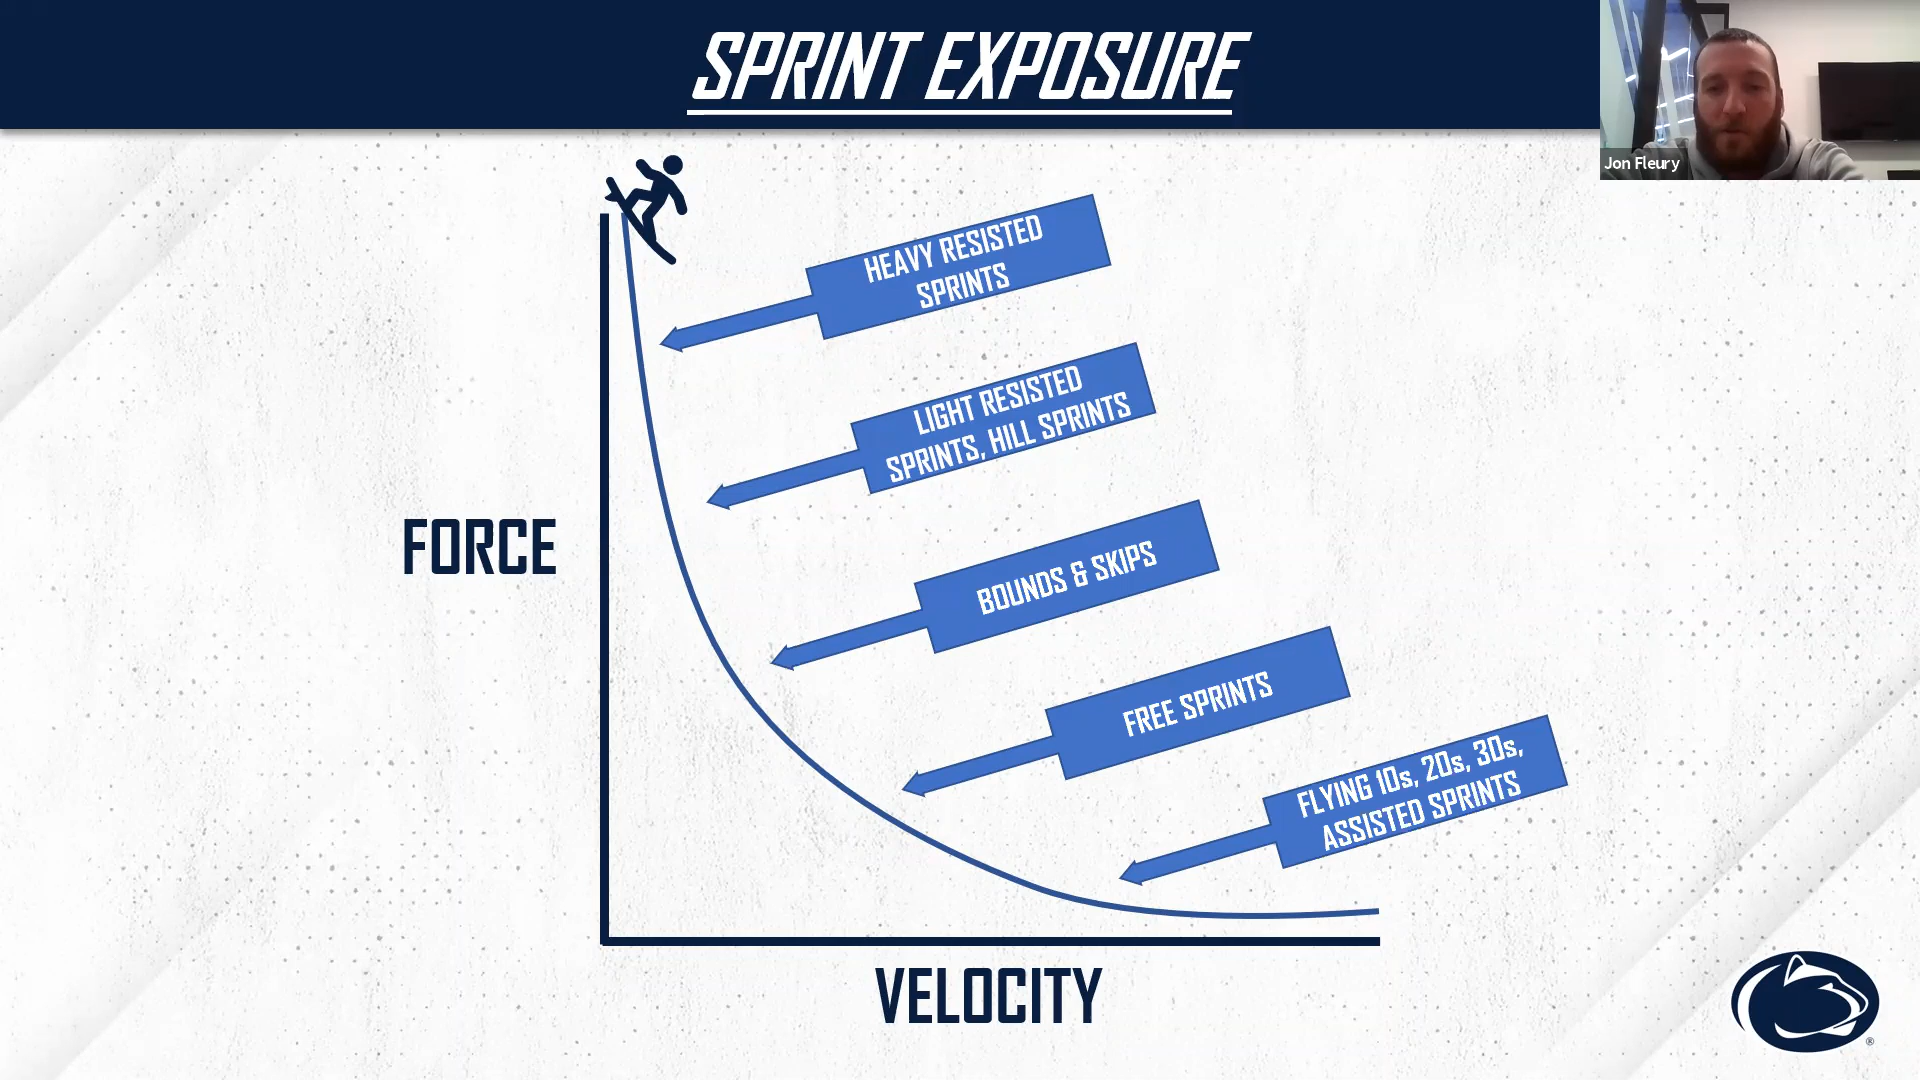 SPRINT EXPOSURE
Jon Fleury
HEAVY RESISTED
SPRINTS
LIGHT RESISTED
SPRINTS, HILL SPRINTS
FORCE
BOUNDS & SKIPS
FREE SPRINTS
FLYING 10s, 20s, 30s,
ASSISTED SPRINTS
VELOCITY
®